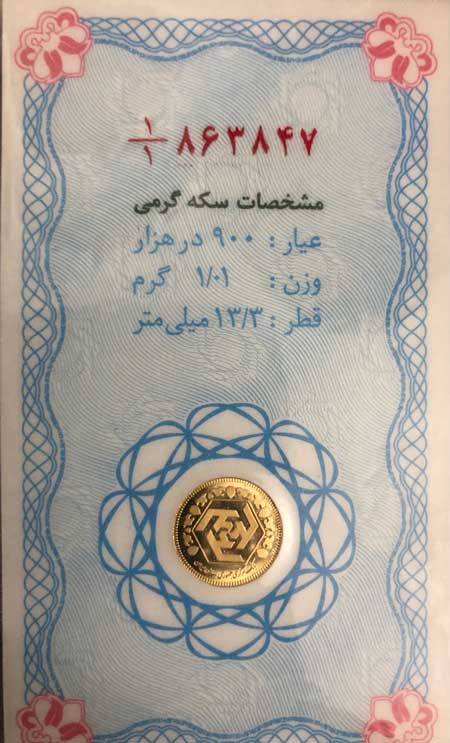 ۸۶۳۸۴۷ ۱/۱
مشخصات سکه گرمی
عیار : ۹۰۰ در هزار
وزن : ۱/۰۱ گرم
قطر : ۱۳/۳ میلی متر